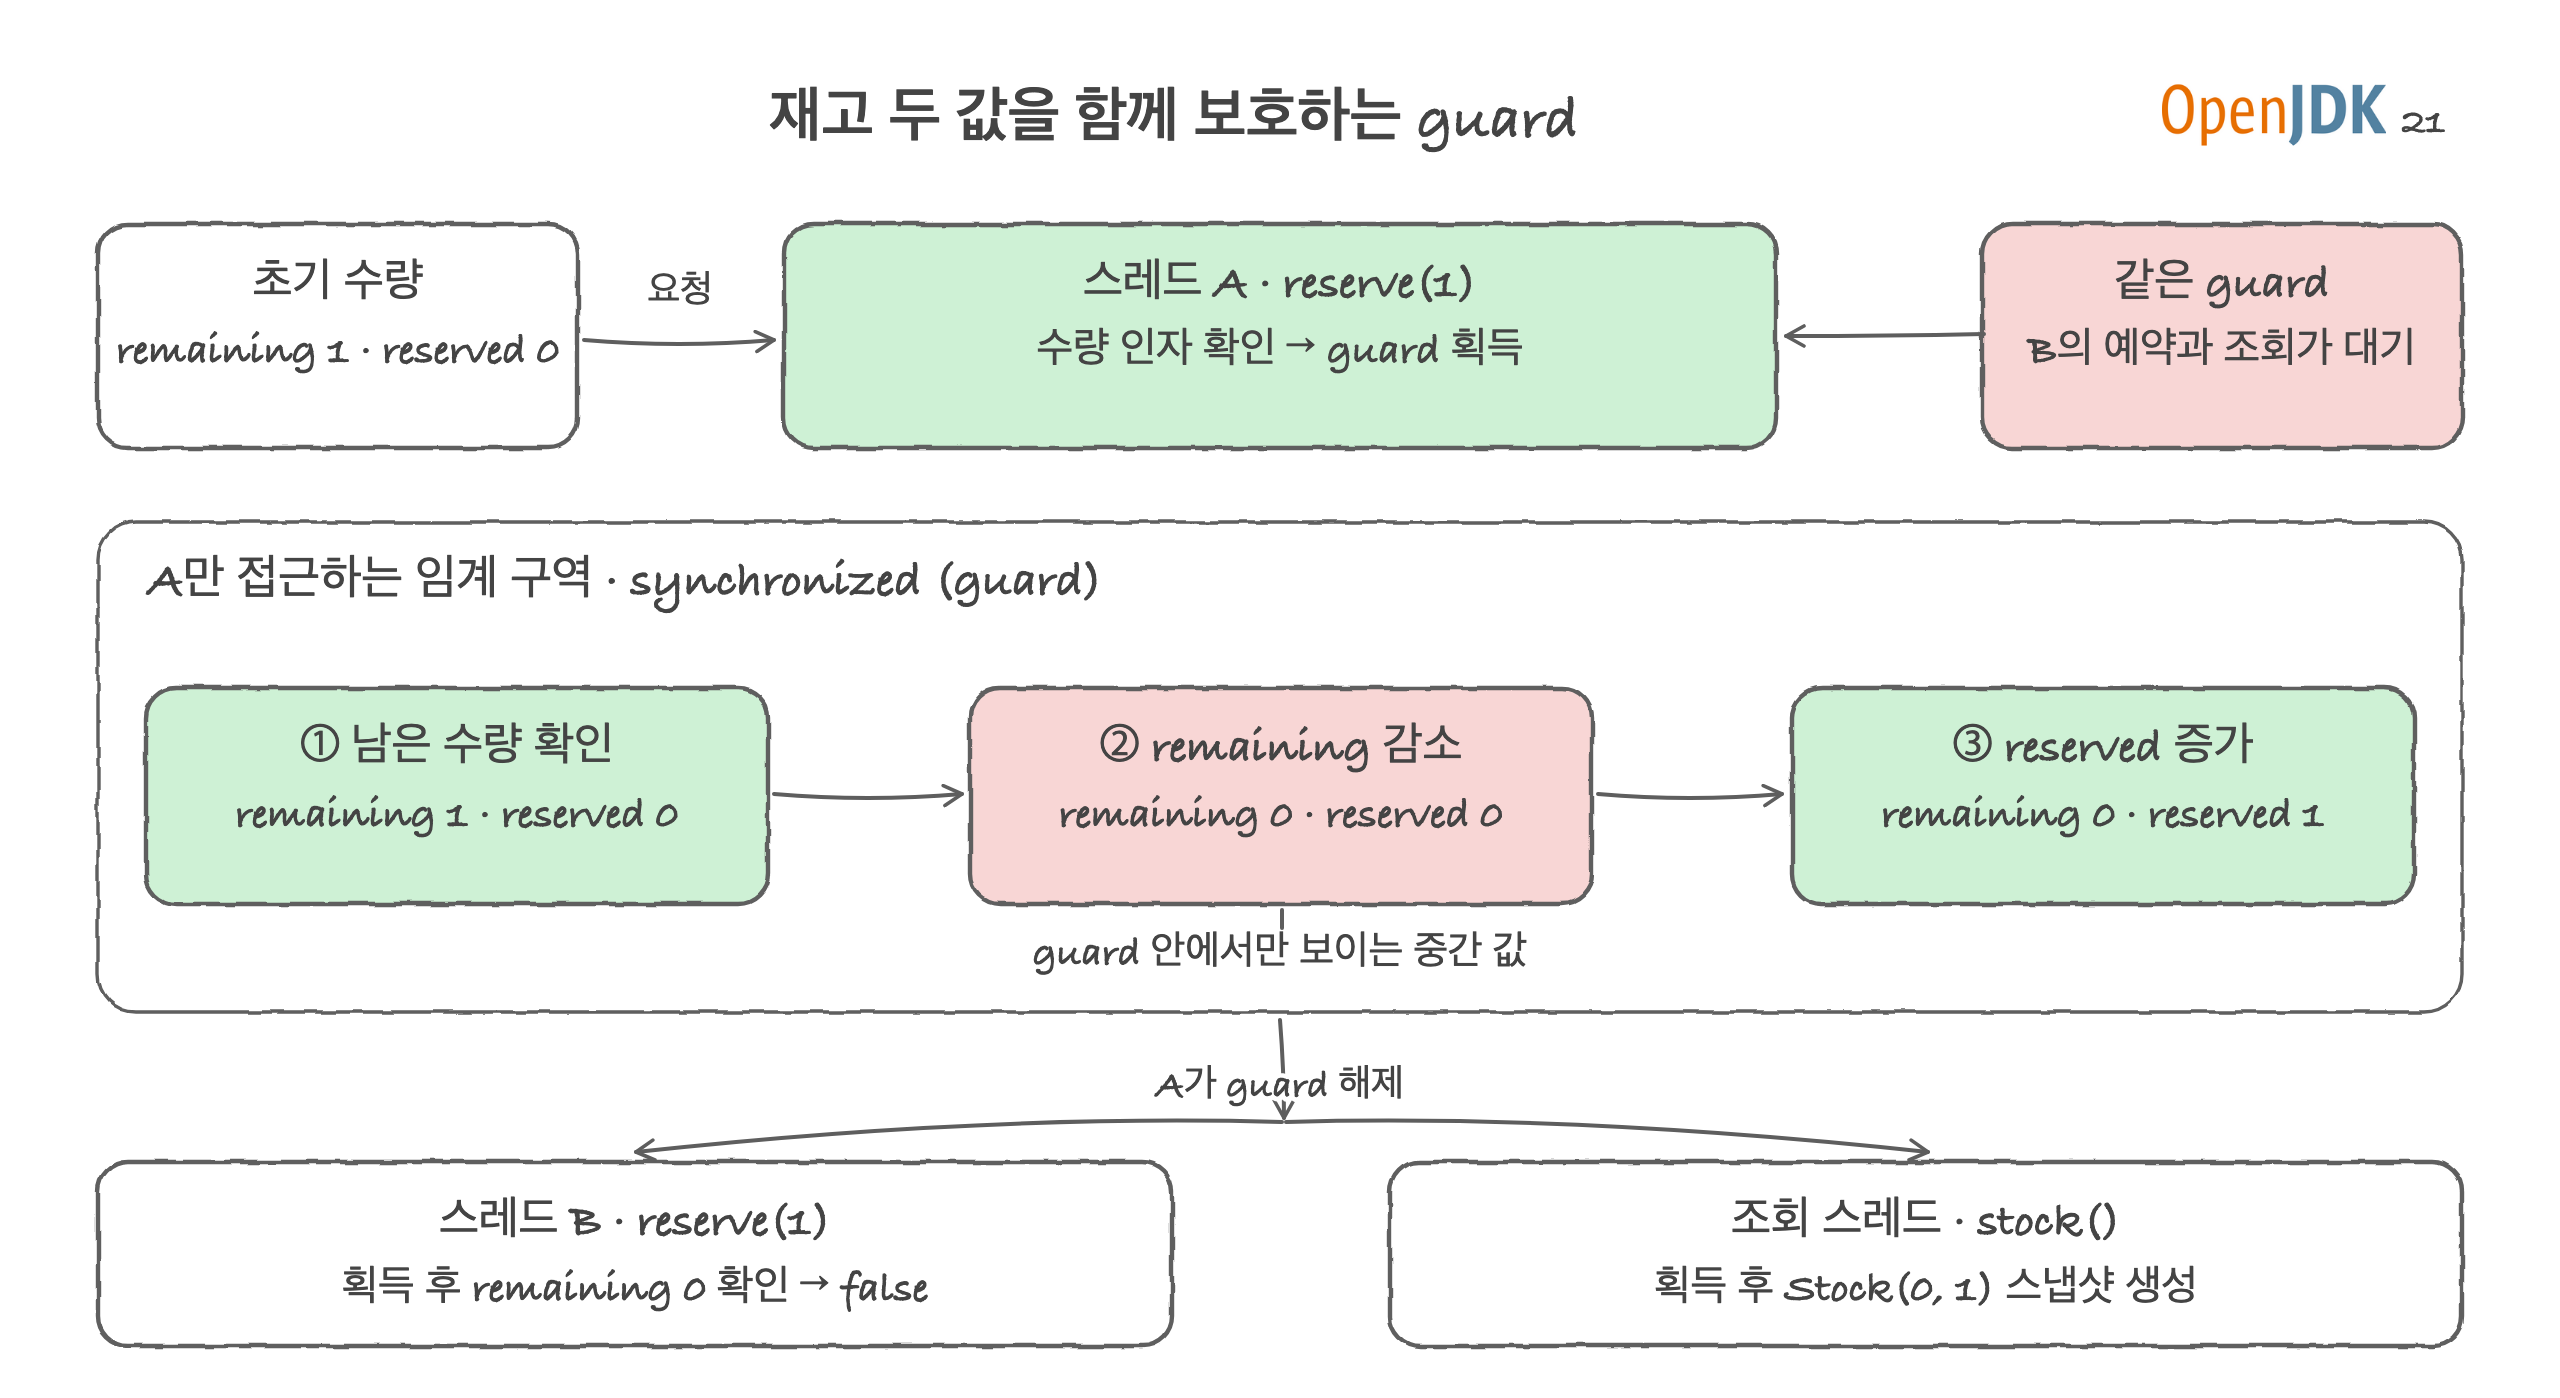 재고 두 값을 함께 보호하는 guard
OpenJDK 21
초기 수량
remaining 1 · reserved 0
요청
스레드 A · reserve(1)
수량 인자 확인 → guard 획득
같은 guard
B의 예약과 조회가 대기
A만 접근하는 임계 구역 · synchronized (guard)
① 남은 수량 확인
remaining 1 · reserved 0
② remaining 감소
remaining 0 · reserved 0
③ reserved 증가
remaining 0 · reserved 1
guard 안에서만 보이는 중간 값
A가 guard 해제
스레드 B · reserve(1)
획득 후 remaining 0 확인 → false
조회 스레드 · stock()
획득 후 Stock(0, 1) 스냅샷 생성